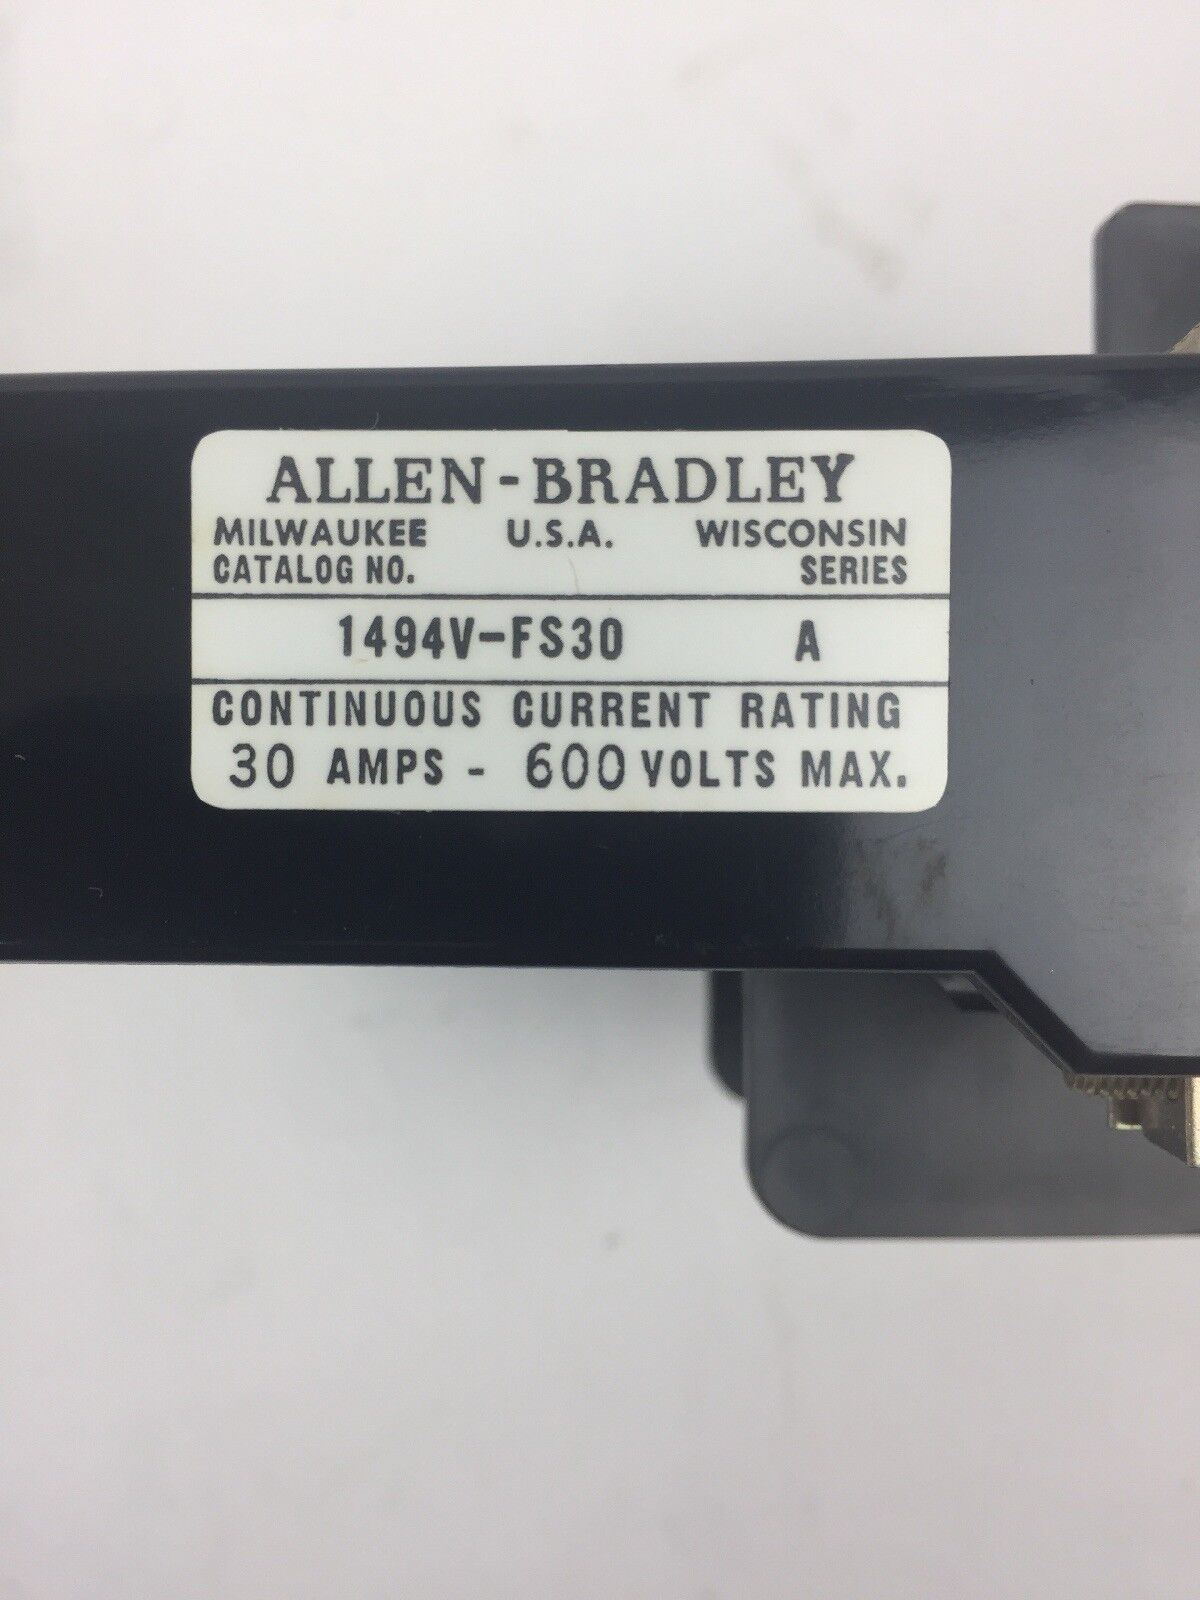 ALLEN-BRADLEY
MILWAUKEE U.S.A. WISCONSIN
CATALOG NO. SERIES
1494V-FS30 A
CONTINUOUS CURRENT RATING
30 AMPS - 600 VOLTS MAX.